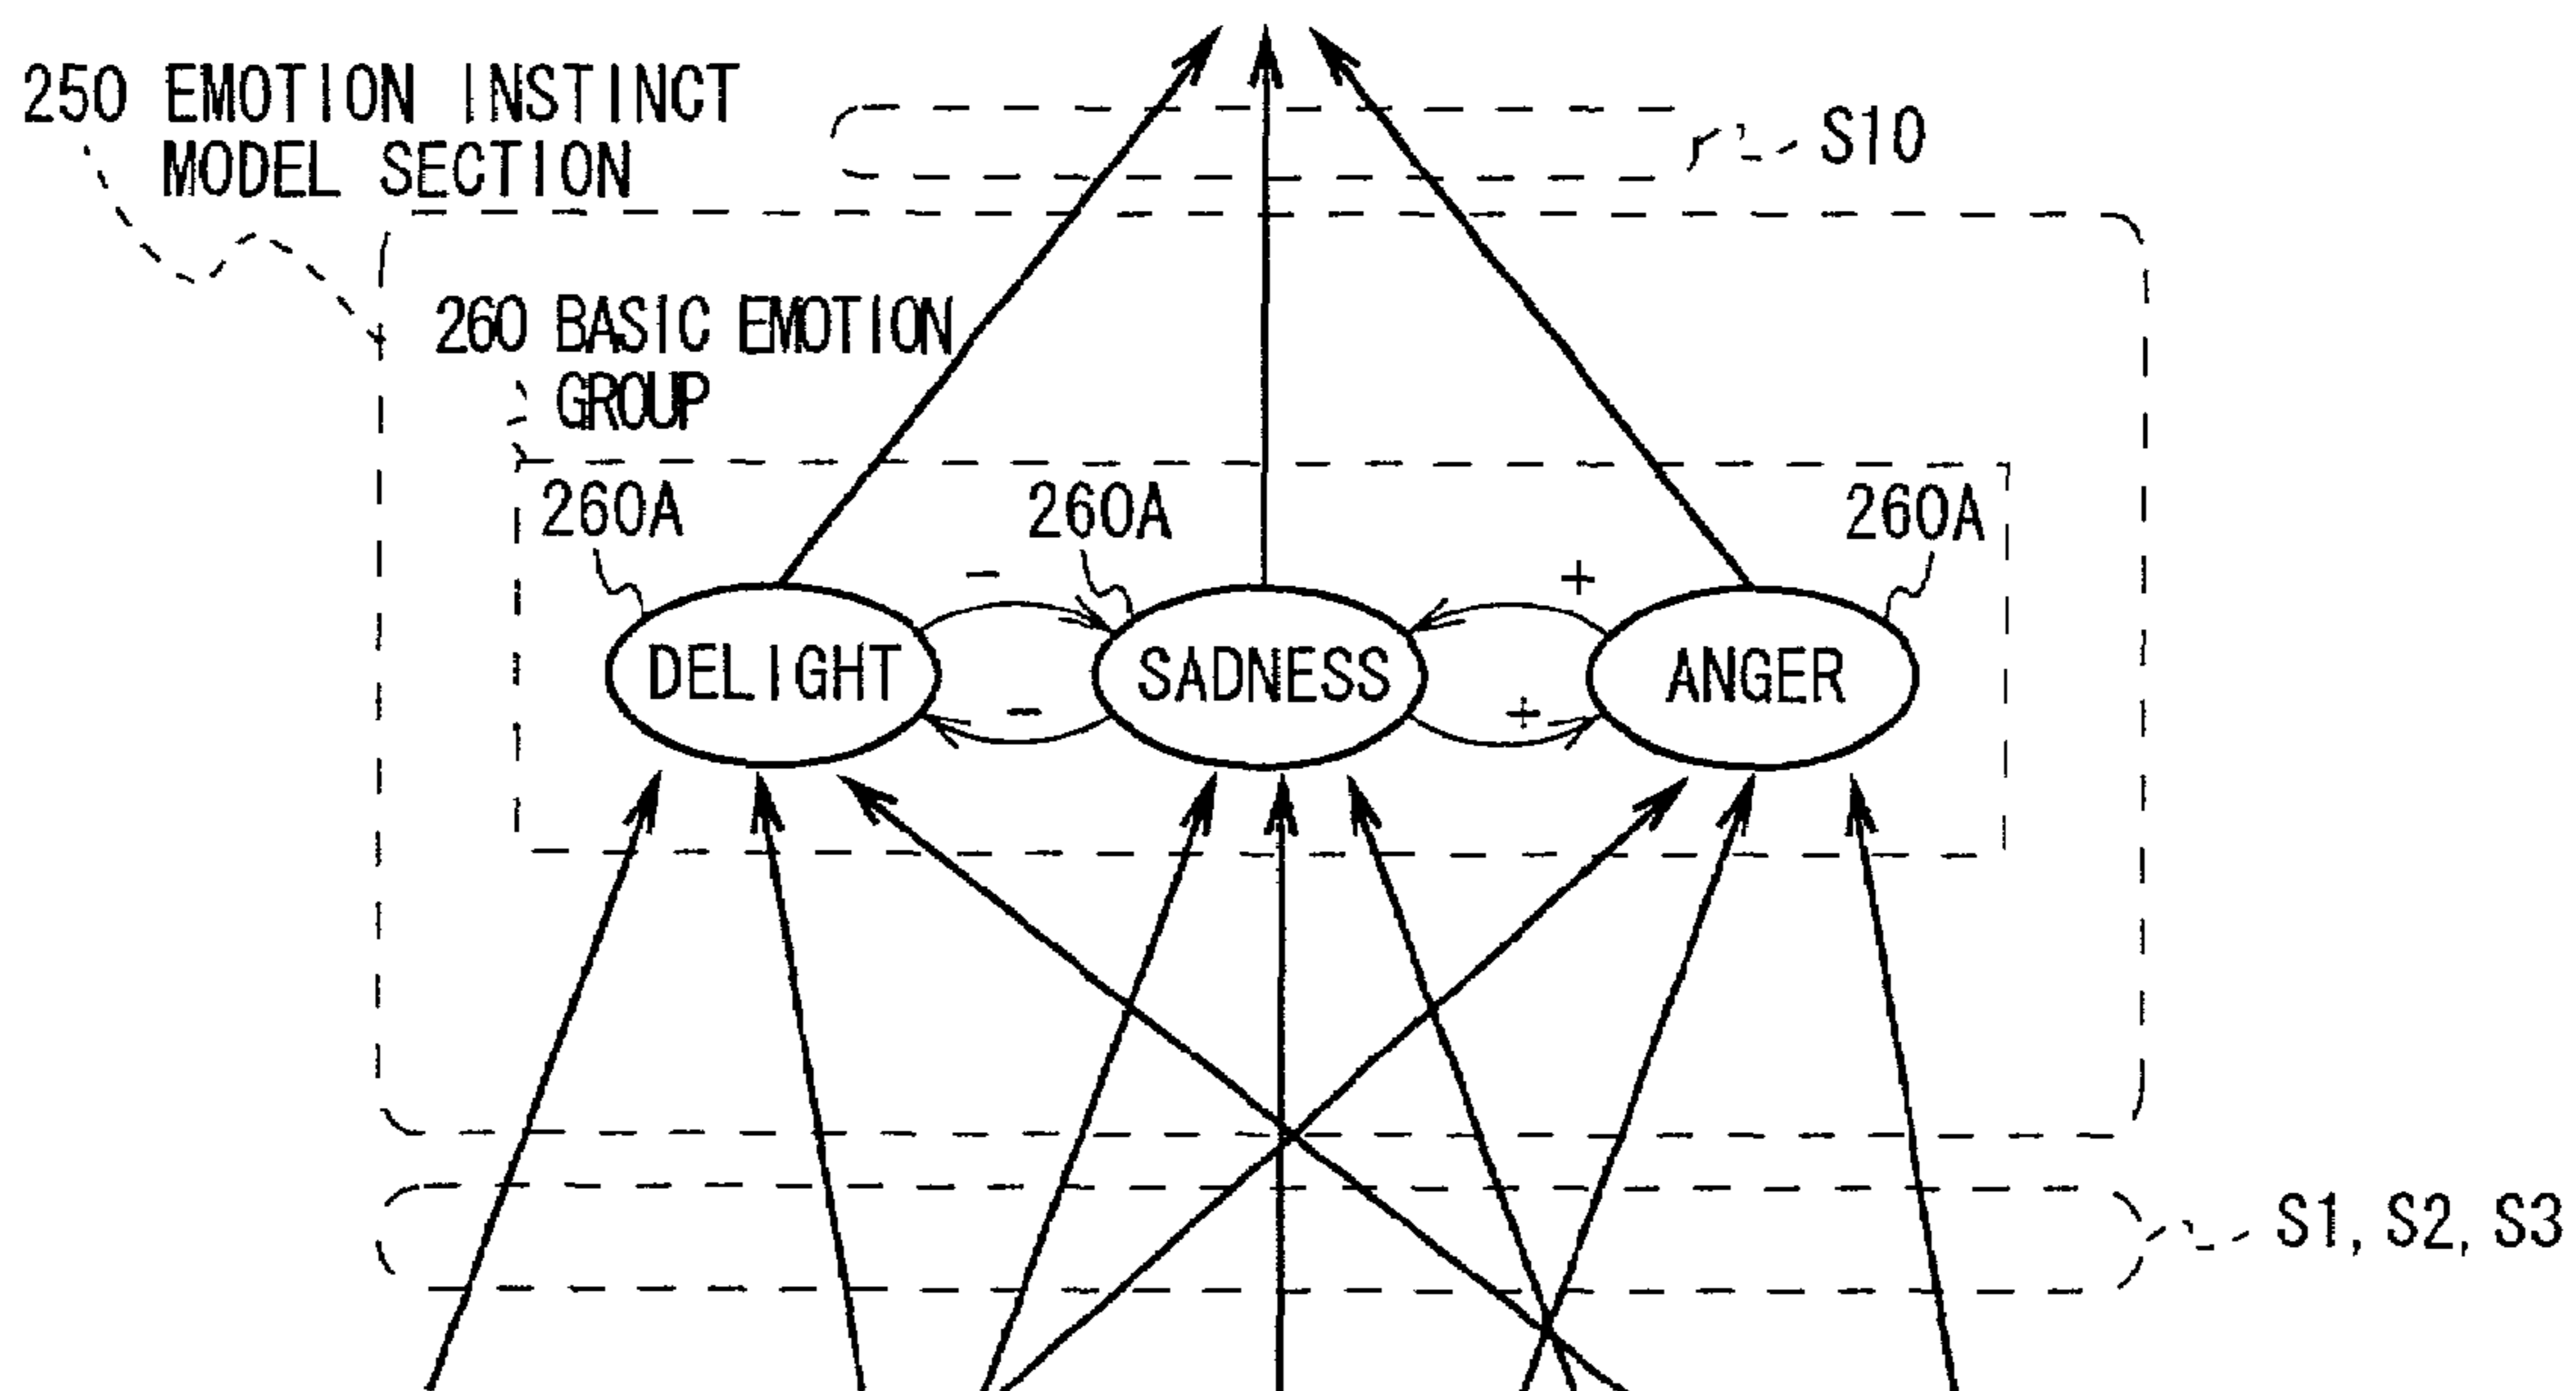 250 EMOTION INSTINCT
MODEL SECTION
S10
260 BASIC EMOTION
GROUP
260A 260A 260A
- +
DELIGHT SADNESS ANGER
- +
S1, S2, S3